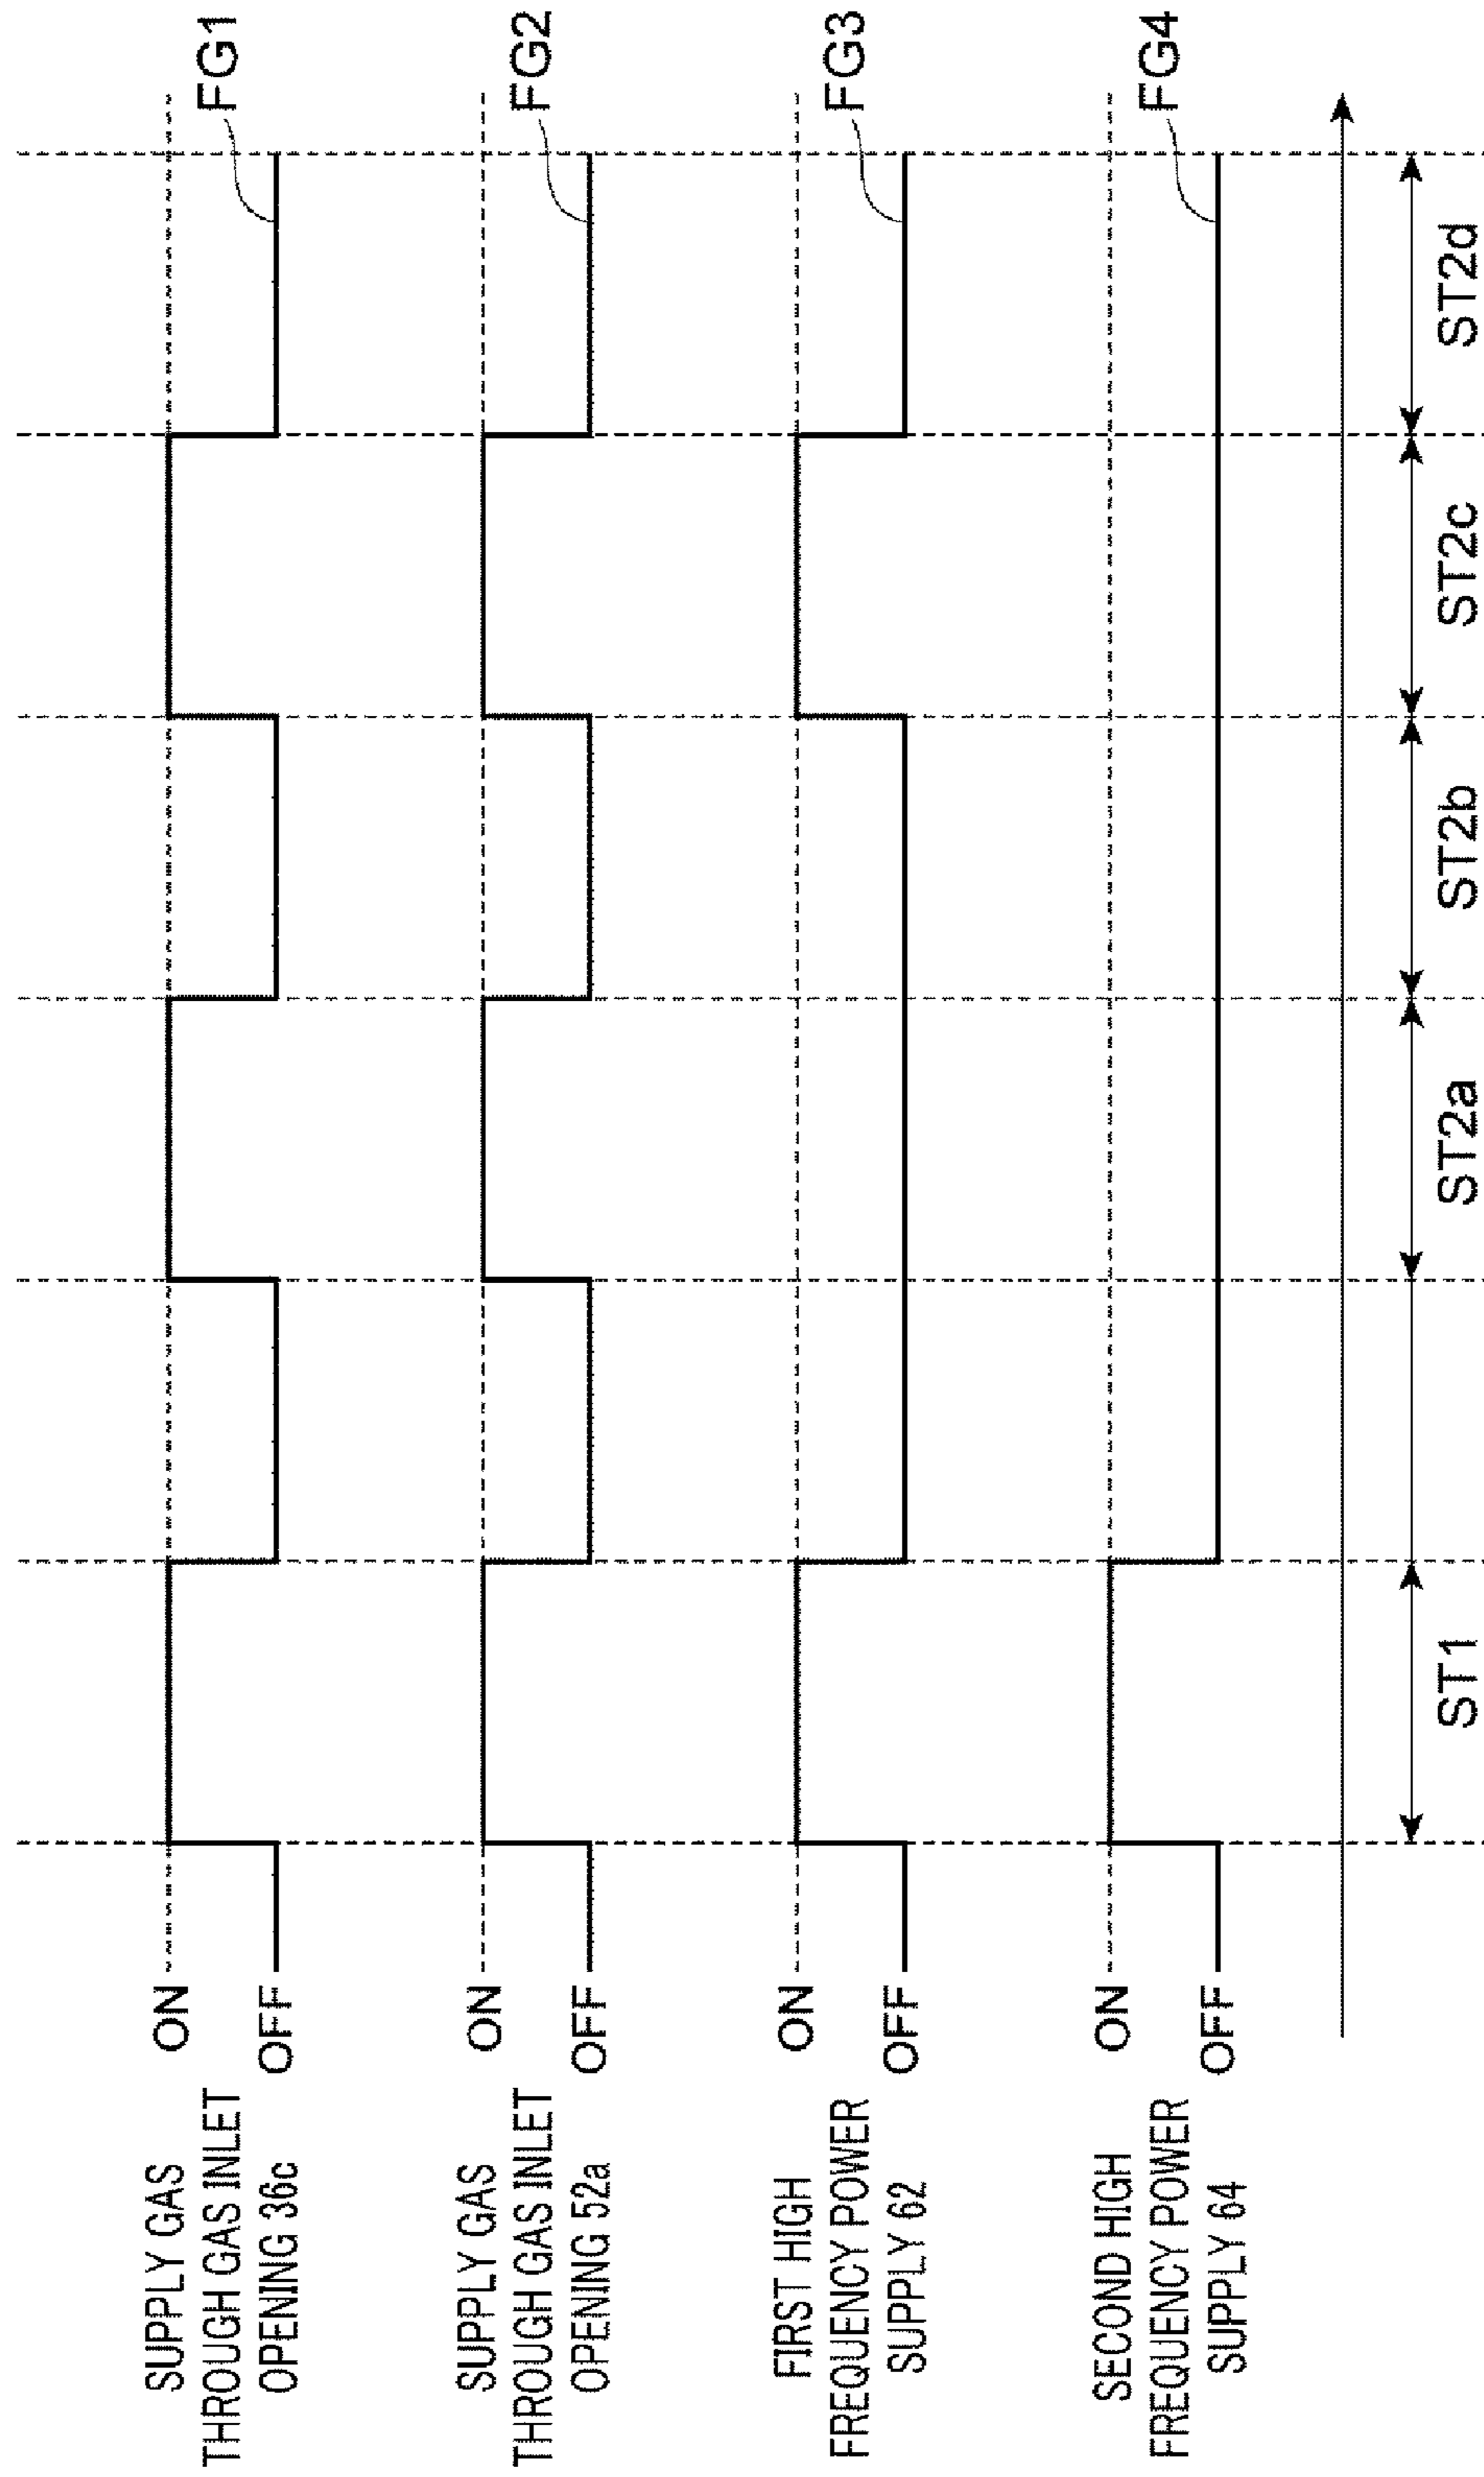 SUPPLY GAS
THROUGH GAS INLET
OPENING 36c
ON
OFF
FG1
SUPPLY GAS
THROUGH GAS INLET
OPENING 52a
ON
OFF
FG2
FIRST HIGH
FREQUENCY POWER
SUPPLY 62
ON
OFF
FG3
SECOND HIGH
FREQUENCY POWER
SUPPLY 64
ON
OFF
FG4
ST1
ST2a
ST2b
ST2c
ST2d